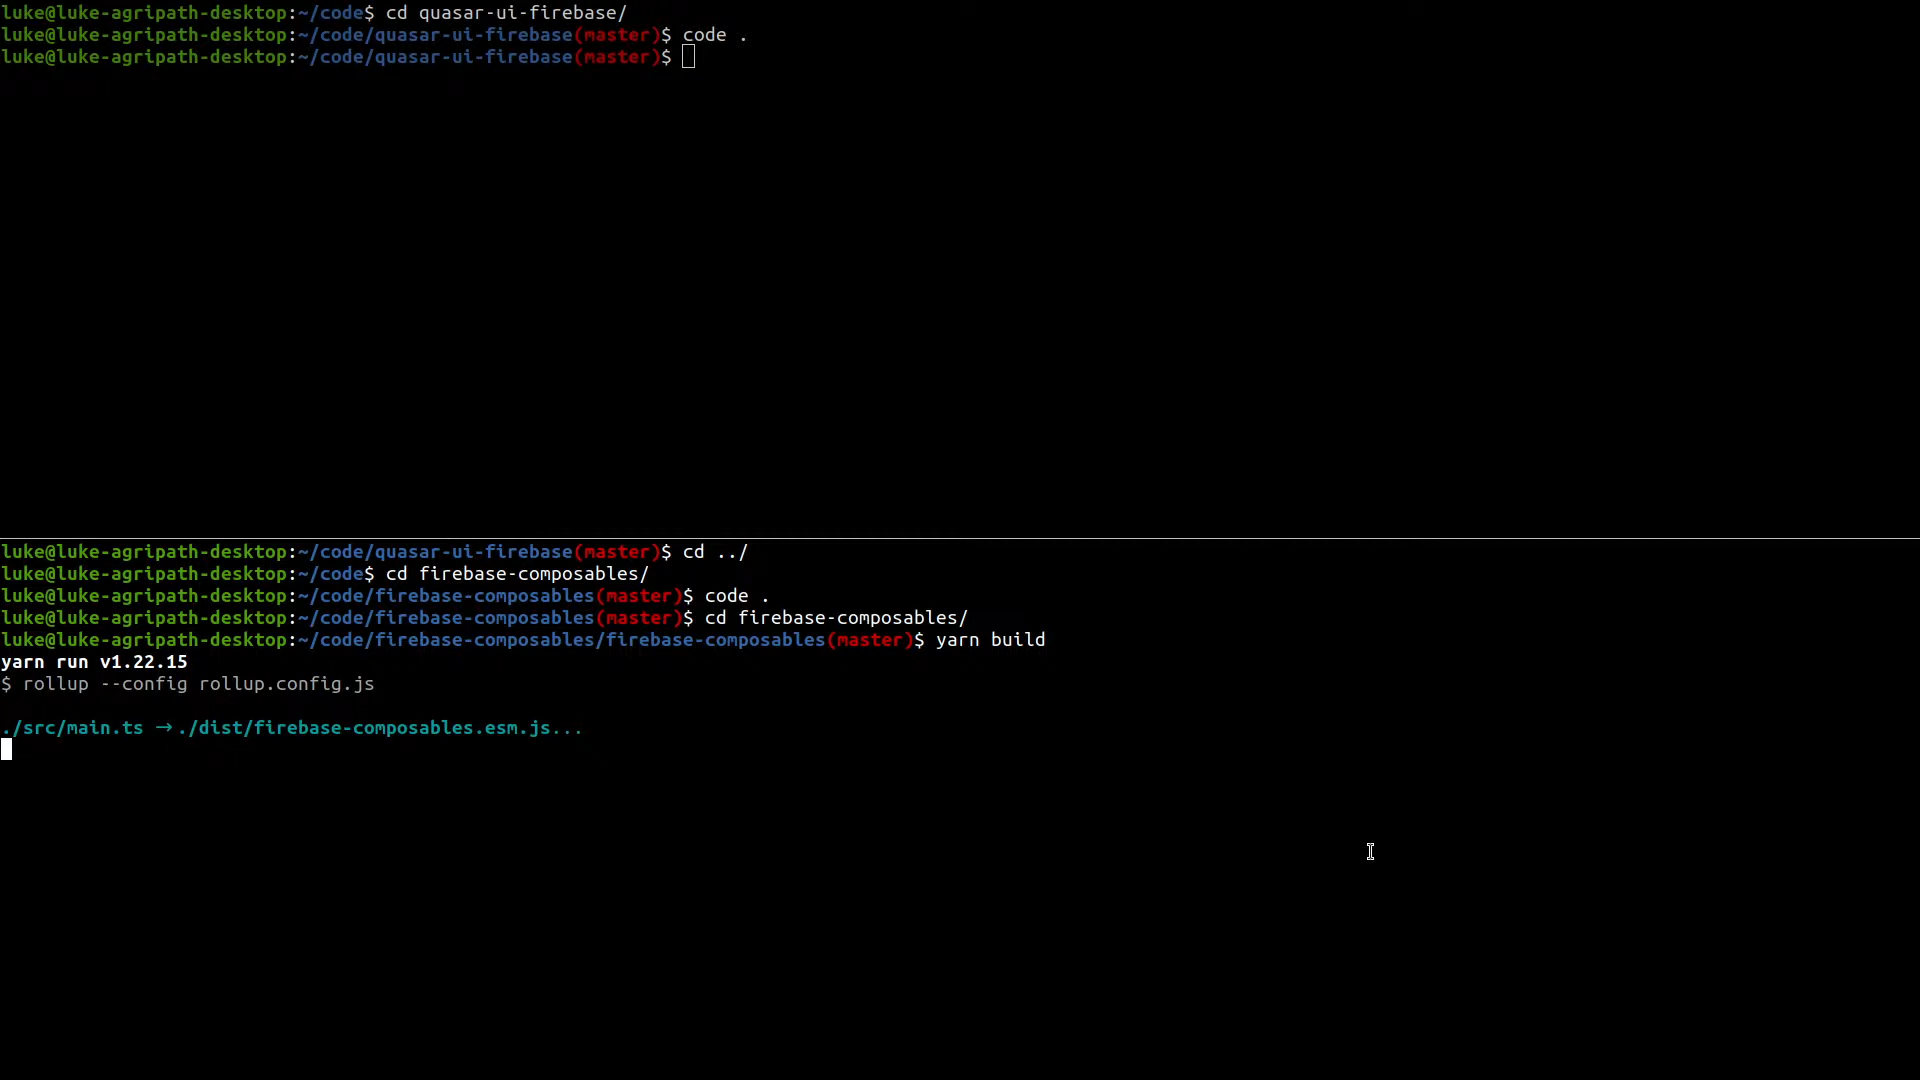 luke@luke-agripath-desktop:~/code$ cd quasar-ui-firebase/
luke@luke-agripath-desktop:~/code/quasar-ui-firebase(master)$ code .
luke@luke-agripath-desktop:~/code/quasar-ui-firebase(master)$
luke@luke-agripath-desktop:~/code/quasar-ui-firebase(master)$ cd ../
luke@luke-agripath-desktop:~/code$ cd firebase-composables/
luke@luke-agripath-desktop:~/code/firebase-composables(master)$ code .
luke@luke-agripath-desktop:~/code/firebase-composables(master)$ cd firebase-composables/
luke@luke-agripath-desktop:~/code/firebase-composables/firebase-composables(master)$ yarn build
yarn run v1.22.15
$ rollup --config rollup.config.js
./src/main.ts → ./dist/firebase-composables.esm.js...